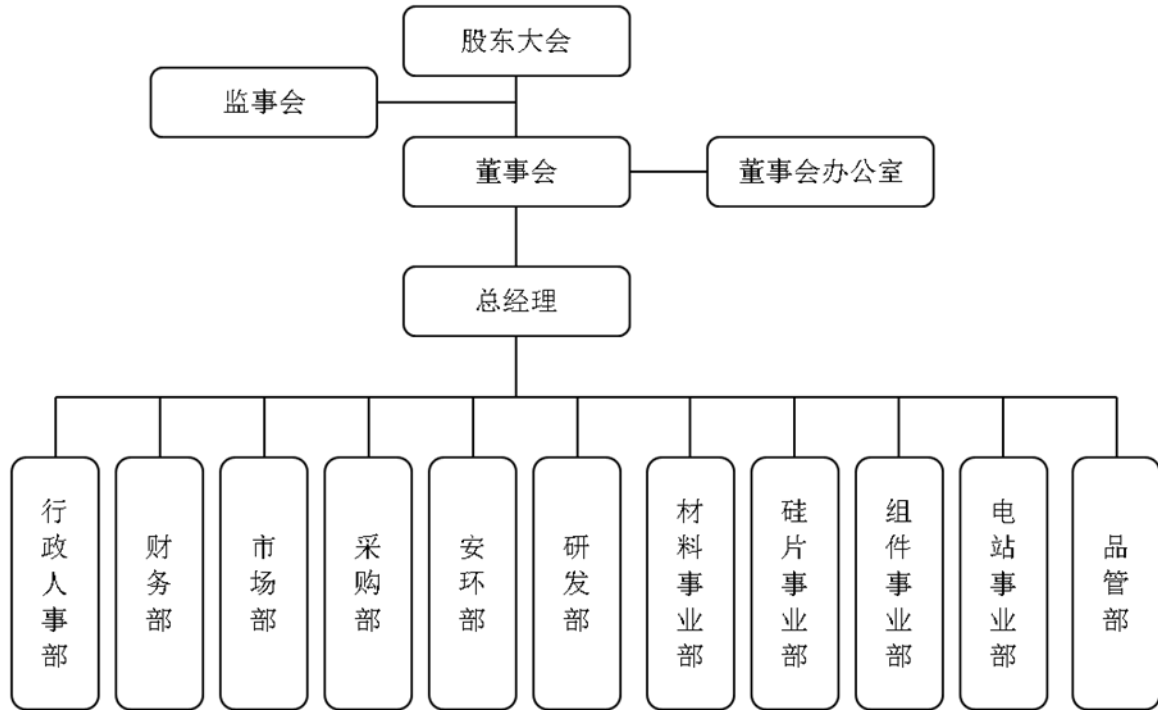 股东大会
监事会
董事会
董事会办公室
总经理
行政人事部
财务部
市场部
采购部
安环部
研发部
材料事业部
硅片事业部
组件事业部
电站事业部
品管部